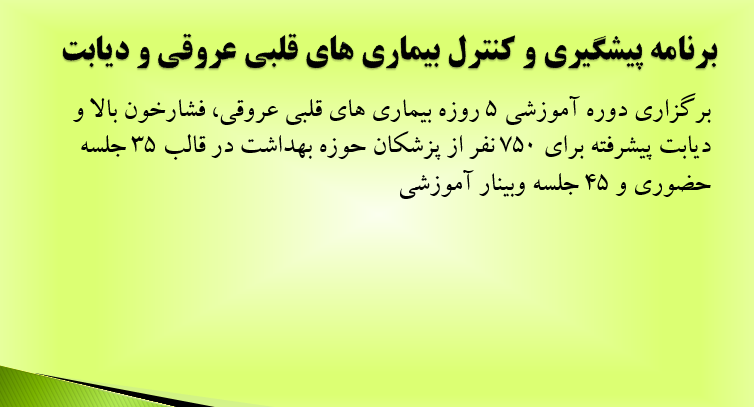 برنامه پیشگیری و کنترل بیماری های قلبی عروقی و دیابت
برگزاری دوره آموزشی ۵ روزه بیماری های قلبی عروقی، فشارخون بالا و
دیابت پیشرفته برای ۷۵۰ نفر از پزشکان حوزه بهداشت در قالب ۳۵ جلسه
حضوری و ۴۵ جلسه وبینار آموزشی